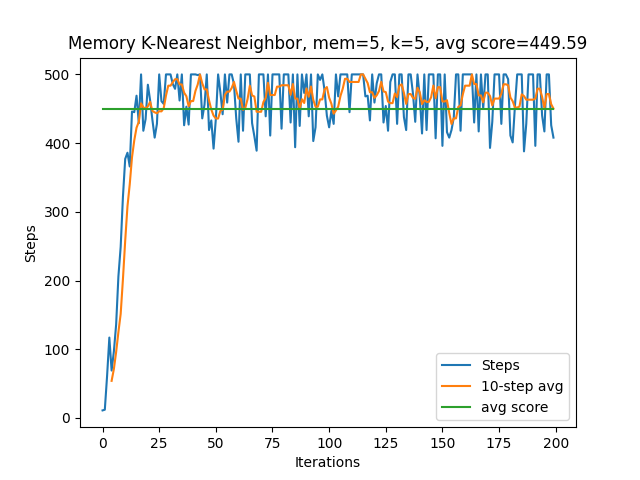 Memory K-Nearest Neighbor, mem=5, k=5, avg score=449.59
500
400
300
200
100
0
Steps
0 25 50 75 100 125 150 175 200
Iterations
Steps
10-step avg
avg score